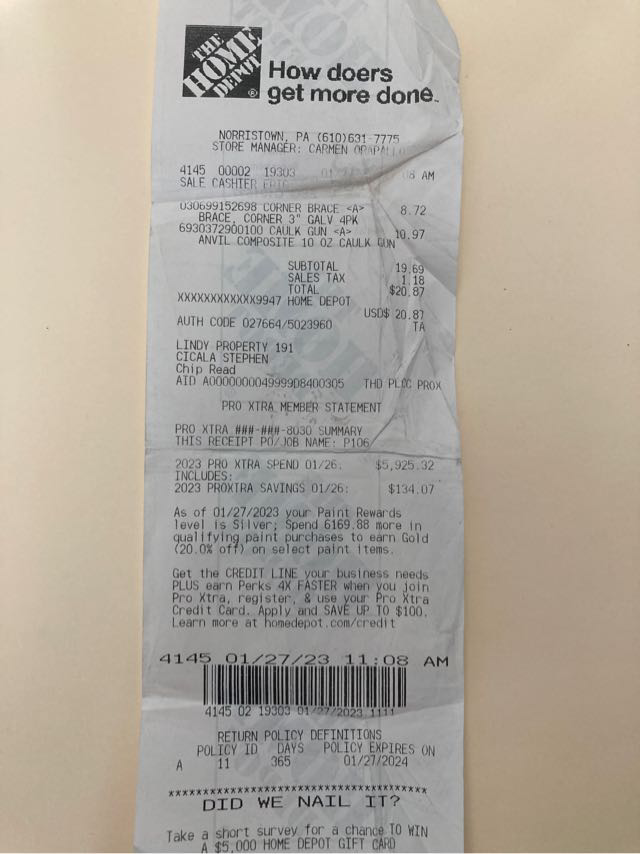 THE
HOME
DEPOT
®
How doers
get more done.™
NORRISTOWN, PA (610)631-7775
STORE MANAGER: CARMEN
4145 00002 19303 08 AM
SALE CASHIER
030699152698 CORNER BRACE <A> 8.72
BRACE, CORNER 3" GALV 4PK
6930372900100 CAULK GUN <A> 10.97
ANVIL COMPOSITE 10 OZ CAULK GUN
SUBTOTAL 19.69
SALES TAX 1.18
TOTAL $20.87
XXXXXXXXXXXX9947 HOME DEPOT
USD$ 20.87
AUTH CODE 027664/5023960 TA
LINDY PROPERTY 191
CICALA STEPHEN
Chip Read
AID A0000000049999D8400305 THD PLCC PROX
PRO XTRA MEMBER STATEMENT
PRO XTRA ###-###-8030 SUMMARY
THIS RECEIPT PO/JOB NAME: P106
2023 PRO XTRA SPEND 01/26: $5,925.32
INCLUDES:
2023 PROXTRA SAVINGS 01/26: $134.07
As of 01/27/2023 your Paint Rewards
level is Silver; Spend 6169.88 more in
qualifying paint purchases to earn Gold
(20.0% off) on select paint items.
Get the CREDIT LINE your business needs
PLUS earn Perks 4X FASTER when you join
Pro Xtra, register, & use your Pro Xtra
Credit Card. Apply and SAVE UP TO $100.
Learn more at homedepot.com/credit
4145 01/27/23 11:08 AM
4145 02 19303 01/27/2023 1111
RETURN POLICY DEFINITIONS
POLICY ID DAYS POLICY EXPIRES ON
A 11 365 01/27/2024
****************************************
DID WE NAIL IT?
Take a short survey for a chance TO WIN
A $5,000 HOME DEPOT GIFT CARD